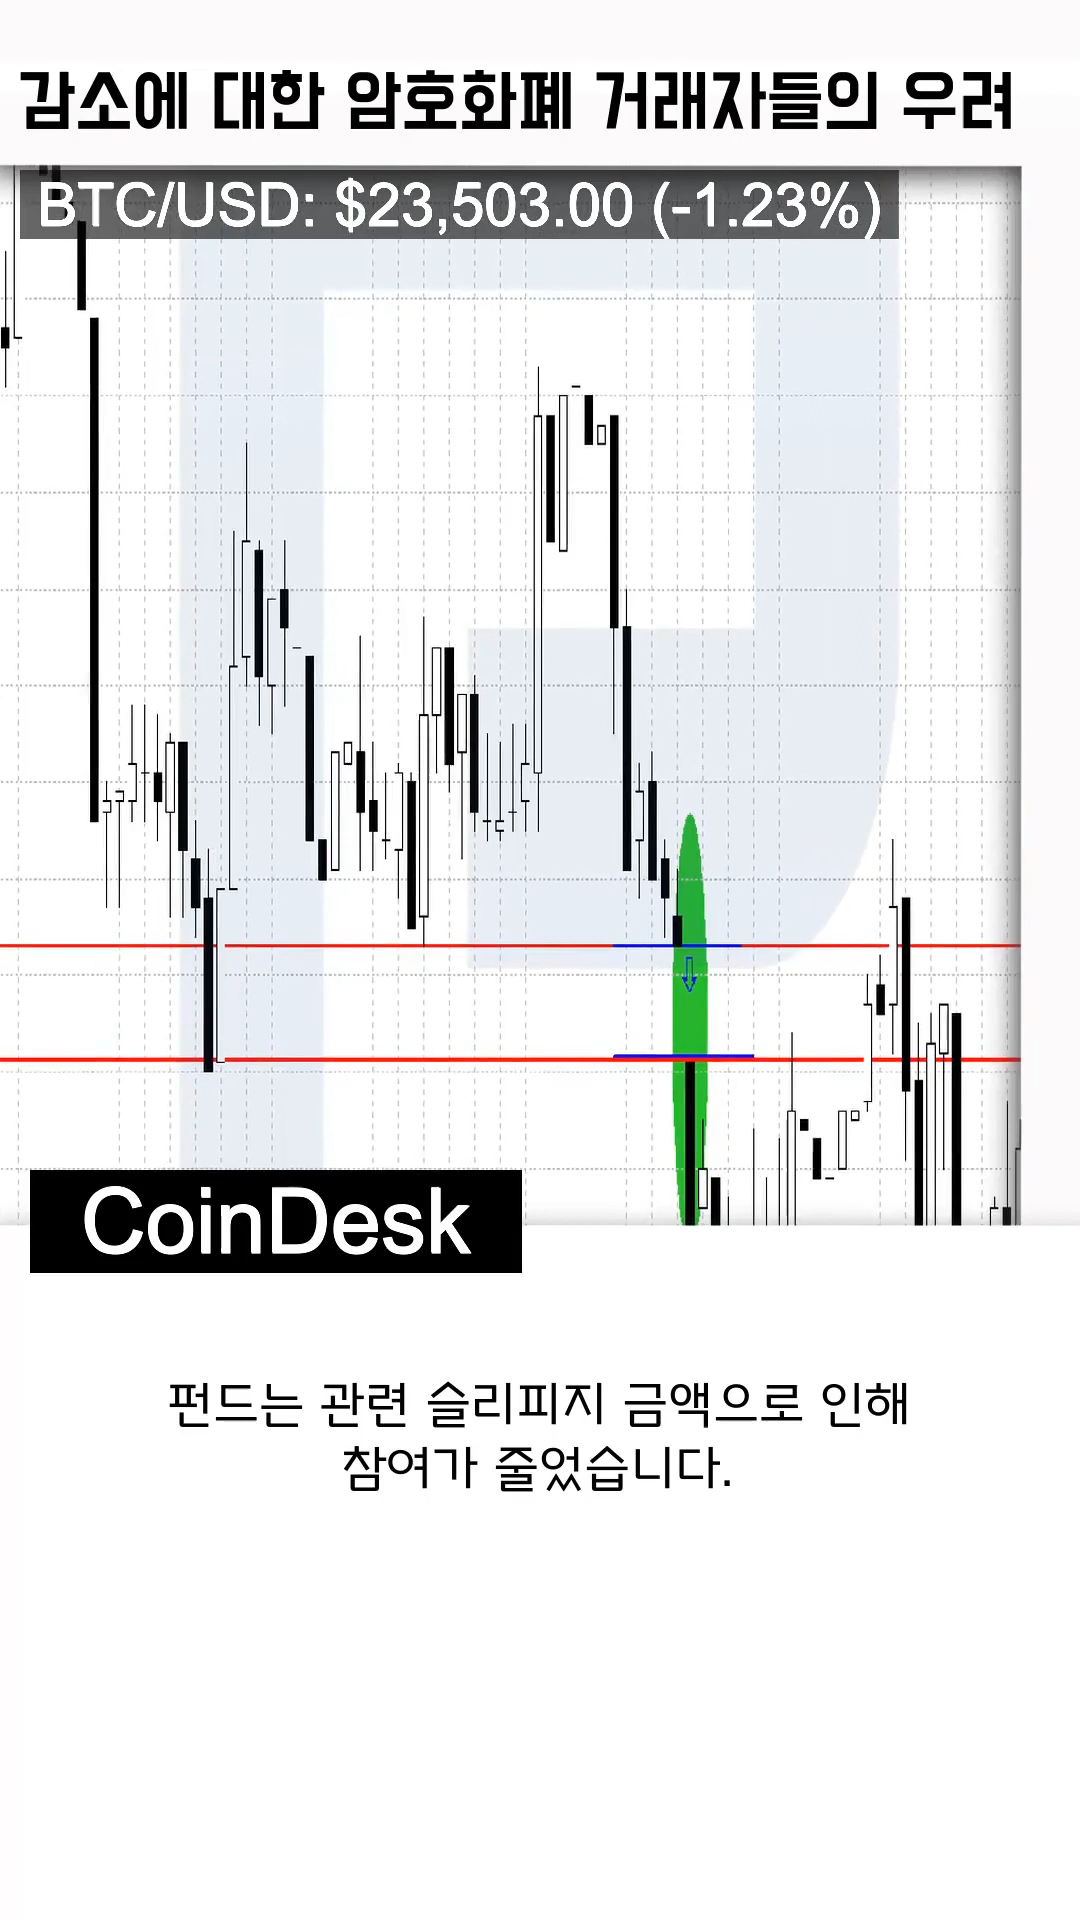 감소에 대한 암호화폐 거래자들의 우려
BTC/USD: $23,503.00 (-1.23%)
CoinDesk
펀드는 관련 슬리피지 금액으로 인해
참여가 줄었습니다.